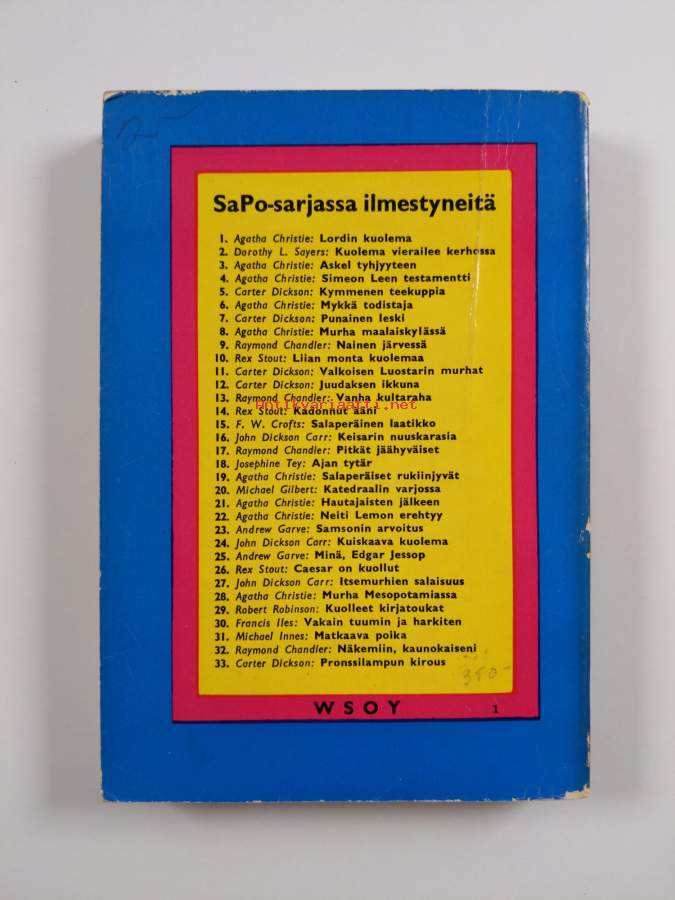 2-
SaPo-sarjassa ilmestyneitä
1. Agatha Christie: Lordin kuolema
2. Dorothy L. Sayers: Kuolema vierailee kerhossa
3. Agatha Christie: Askel tyhjyyteen
4. Agatha Christie: Simeon Leen testamentti
5. Carter Dickson: Kymmenen teekuppia
6. Agatha Christie: Mykkä todistaja
7. Carter Dickson: Punainen leski
8. Agatha Christie: Murha maalaiskylässä
9. Raymond Chandler: Nainen järvessä
10. Rex Stout: Liian monta kuolemaa
11. Carter Dickson: Valkoisen Luostarin murhat
12. Carter Dickson: Juudaksen ikkuna
13. Raymond Chandler: Vanha kultaraha
antikvariaatti.net
14. Rex Stout: Kadonnut ääni
15. F. W. Crofts: Salaperäinen laatikko
16. John Dickson Carr: Keisarin nuuskarasia
17. Raymond Chandler: Pitkät jäähyväiset
18. Josephine Tey: Ajan tytär
19. Agatha Christie: Salaperäiset rukiinjyvät
20. Michael Gilbert: Katedraalin varjossa
21. Agatha Christie: Hautajaisten jälkeen
22. Agatha Christie: Neiti Lemon erehtyy
23. Andrew Garve: Samsonin arvoitus
24. John Dickson Carr: Kuiskaava kuolema
25. Andrew Garve: Minä, Edgar Jessop
26. Rex Stout: Caesar on kuollut
27. John Dickson Carr: Itsemurhien salaisuus
28. Agatha Christie: Murha Mesopotamiassa
29. Robert Robinson: Kuolleet kirjatoukat
30. Francis Iles: Vakain tuumin ja harkiten
31. Michael Innes: Matkaava poika
32. Raymond Chandler: Näkemiin, kaunokaiseni
33. Carter Dickson: Pronssilampun kirous
WSOY 1